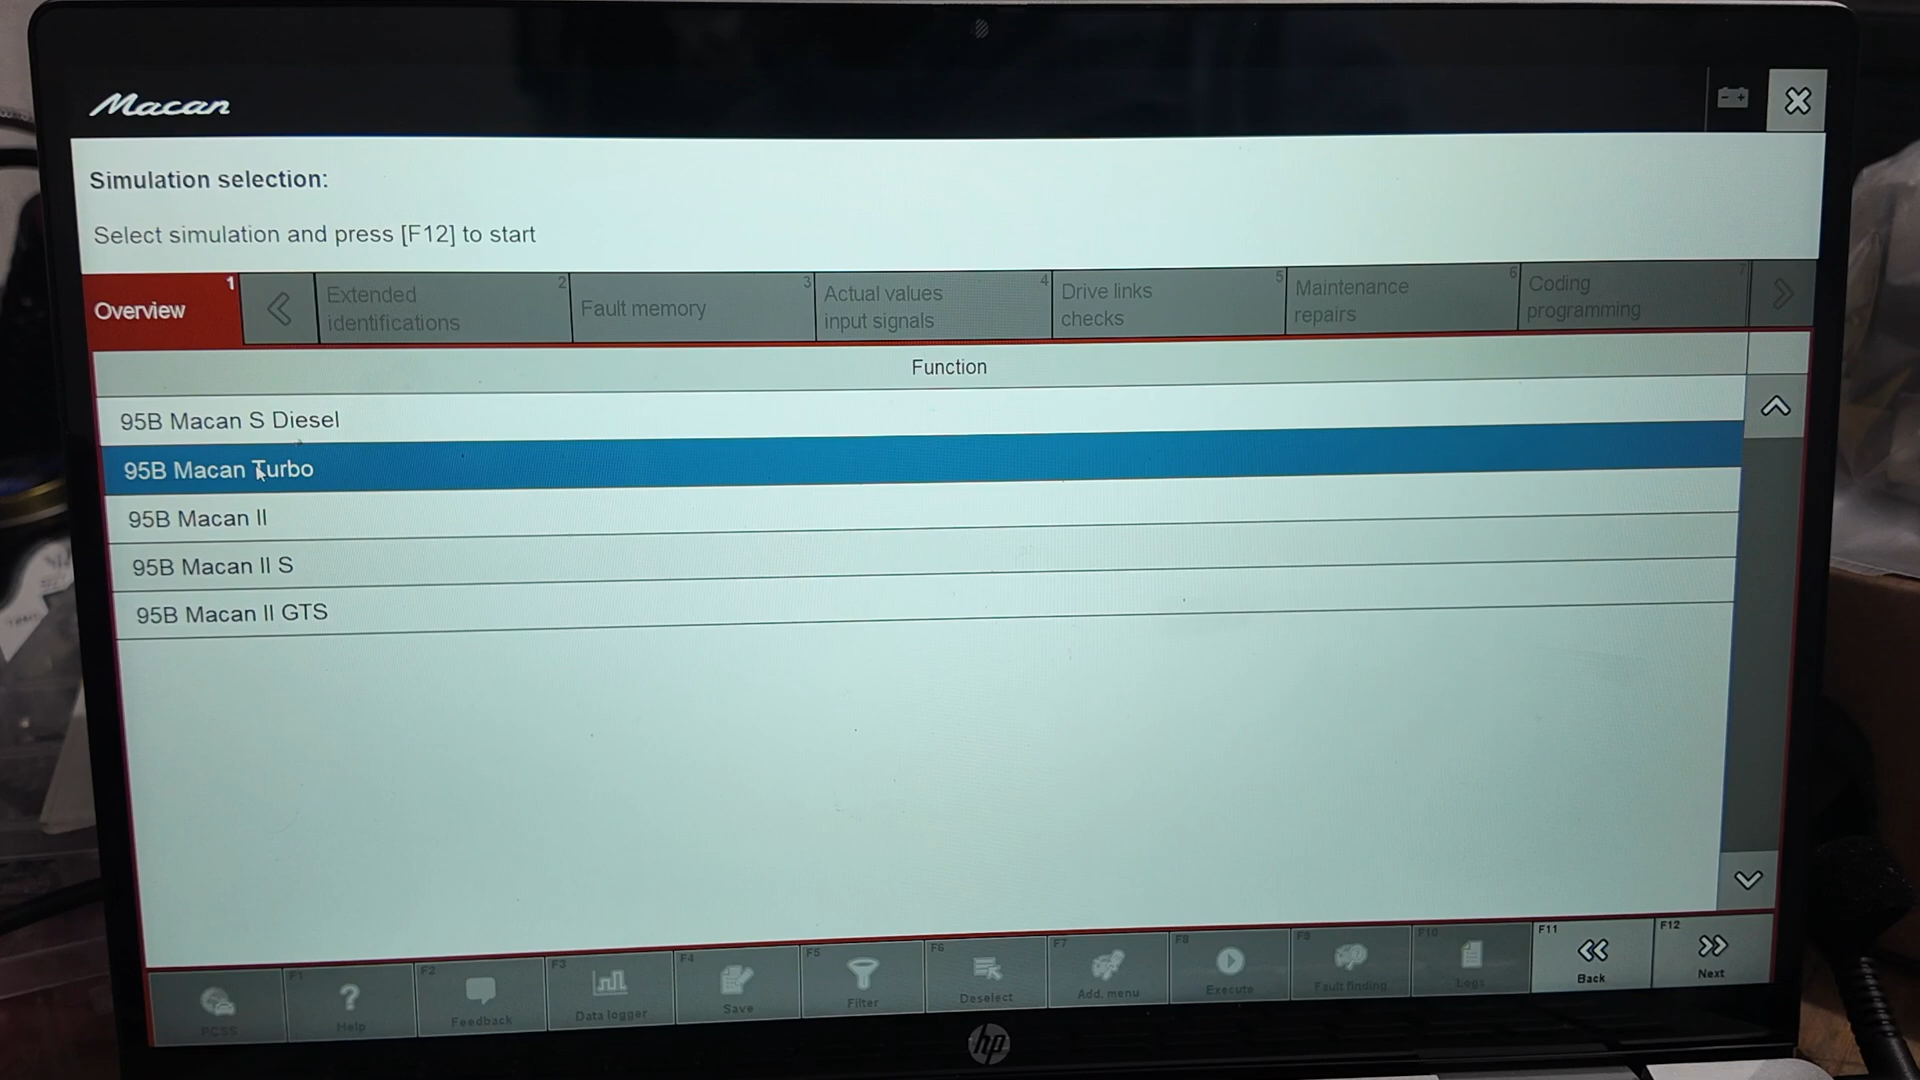 Macan
Simulation selection:
Select simulation and press [F12] to start
1
Overview
2
Extended
identifications
3
Fault memory
4
Actual values
input signals
5
Drive links
checks
6
Maintenance
repairs
7
Coding
programming
Function
95B Macan S Diesel
95B Macan Turbo
95B Macan II
95B Macan II S
95B Macan II GTS
PCSS
F1
Help
F2
Feedback
F3
Data logger
F4
Save
F5
Filter
F6
Deselect
F7
Add. menu
F8
Execute
F9
Fault finding
F10
Logs
F11
Back
F12
Next
hp